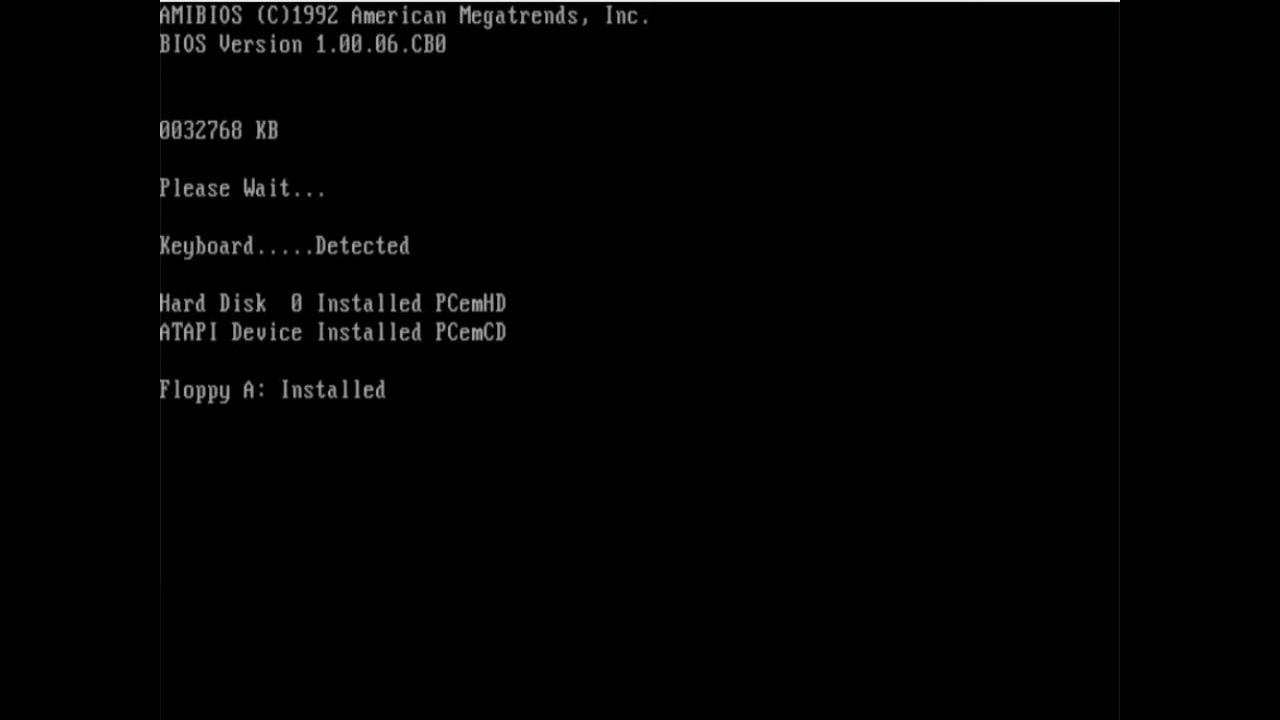 AMIBIOS (C)1992 American Megatrends, Inc.
BIOS Version 1.00.06.CB0
0032768 KB
Please Wait...
Keyboard.....Detected
Hard Disk  0 Installed PCemHD
ATAPI Device Installed PCemCD
Floppy A: Installed